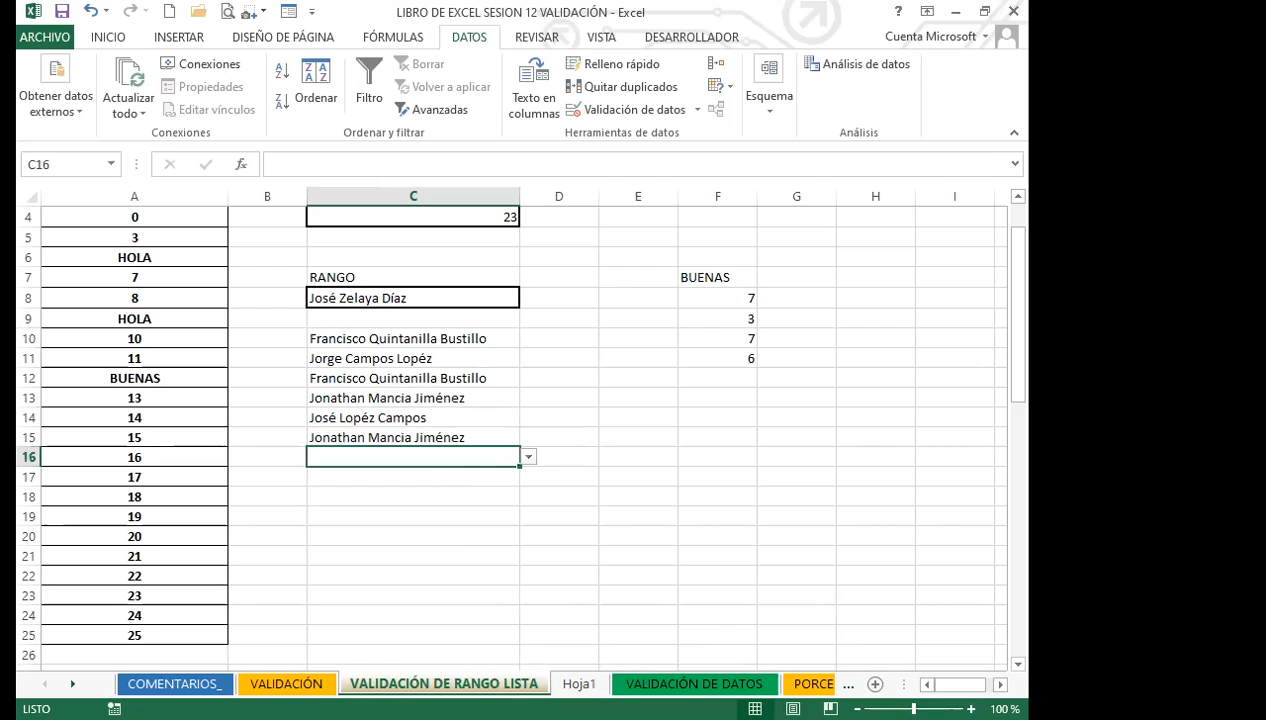 LIBRO DE EXCEL SESION 12 VALIDACIÓN - Excel
ARCHIVO INICIO INSERTAR DISEÑO DE PÁGINA FÓRMULAS DATOS REVISAR VISTA DESARROLLADOR Cuenta Microsoft
Obtener datos externos
Actualizar todo
Conexiones
Propiedades
Editar vínculos
Conexiones
Ordenar
Filtro
Borrar
Volver a aplicar
Avanzadas
Ordenar y filtrar
Texto en columnas
Relleno rápido
Quitar duplicados
Validación de datos
Herramientas de datos
Esquema
Análisis de datos
Análisis
C16 fx
A B C D E F G H I
4 0 23
5 3
6 HOLA
7 7 RANGO BUENAS
8 8 José Zelaya Díaz 7
9 HOLA 3
10 10 Francisco Quintanilla Bustillo 7
11 11 Jorge Campos Lopéz 6
12 BUENAS Francisco Quintanilla Bustillo
13 13 Jonathan Mancia Jiménez
14 14 José Lopéz Campos
15 15 Jonathan Mancia Jiménez
16 16
17 17
18 18
19 19
20 20
21 21
22 22
23 23
24 24
25 25
26
COMENTARIOS_ VALIDACIÓN VALIDACIÓN DE RANGO LISTA Hoja1 VALIDACIÓN DE DATOS PORCE ...
LISTO 100 %